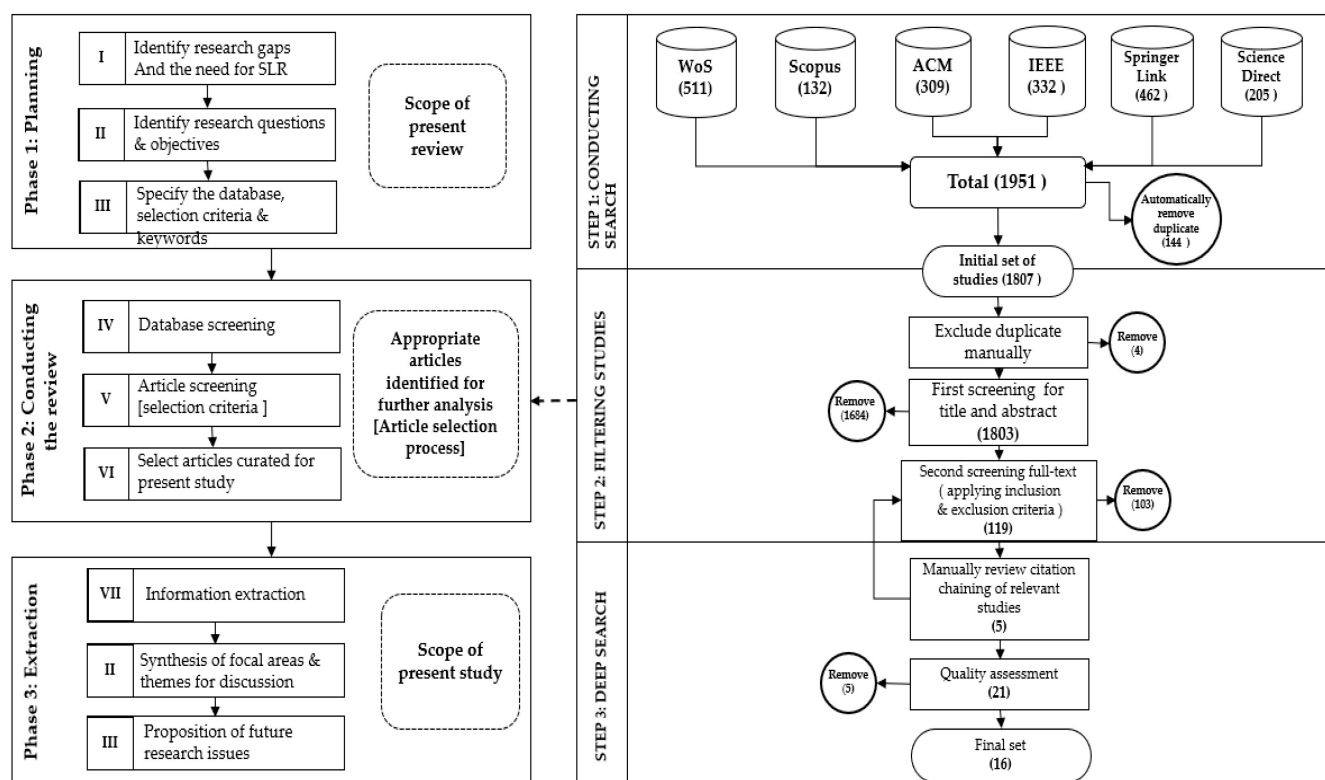 Phase 1: Planning
I
Identify research gaps
And the need for SLR
II
Identify research questions
& objectives
III
Specify the database,
selection criteria &
keywords
Scope of
present
review
Phase 2: Conducting
the review
IV
Database screening
V
Article screening
[selection criteria ]
VI
Select articles curated for
present study
Appropriate
articles
identified for
further analysis
[Article selection
process]
Phase 3: Extraction
VII
Information extraction
II
Synthesis of focal areas &
themes for discussion
III
Proposition of future
research issues
Scope of
present study
STEP 1: CONDUCTING
SEARCH
WoS
(511)
Scopus
(132)
ACM
(309)
IEEE
(332 )
Springer
Link
(462 )
Science
Direct
(205 )
Total (1951 )
Automatically
remove
duplicate
(144 )
Initial set of
studies (1807 )
STEP 2: FILTERING STUDIES
Exclude duplicate
manually
Remove
(4)
First screening for
title and abstract
(1803)
Remove
(1684)
Second screening full-text
( applying inclusion
& exclusion criteria )
(119)
Remove
(103)
STEP 3: DEEP SEARCH
Manually review citation
chaining of relevant
studies
(5)
Quality assessment
(21)
Remove
(5)
Final set
(16)